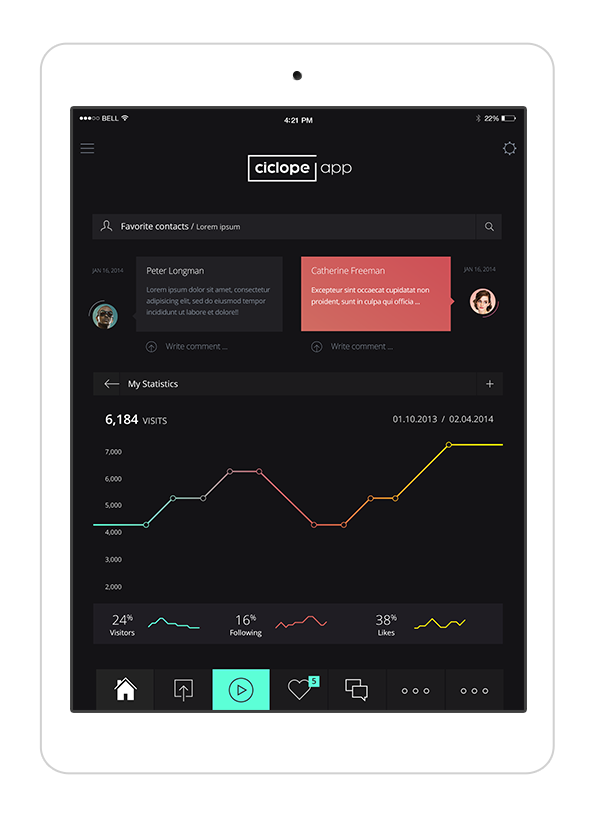 BELL
4:21 PM
22%
ciclope app
Favorite contacts / Lorem ipsum
JAN 16, 2014
Peter Longman
Lorem ipsum dolor sit amet, consectetur
adipisicing elit, sed do eiusmod tempor
incididunt ut labore et dolore!!
Write comment ...
Catherine Freeman
Excepteur sint occaecat cupidatat non
proident, sunt in culpa qui officia ...
JAN 16, 2014
Write comment ...
My Statistics
6,184 VISITS
01.10.2013 / 02.04.2014
7,000
6,000
5,000
4,000
3,000
2,000
24%
Visitors
16%
Following
38%
Likes
5